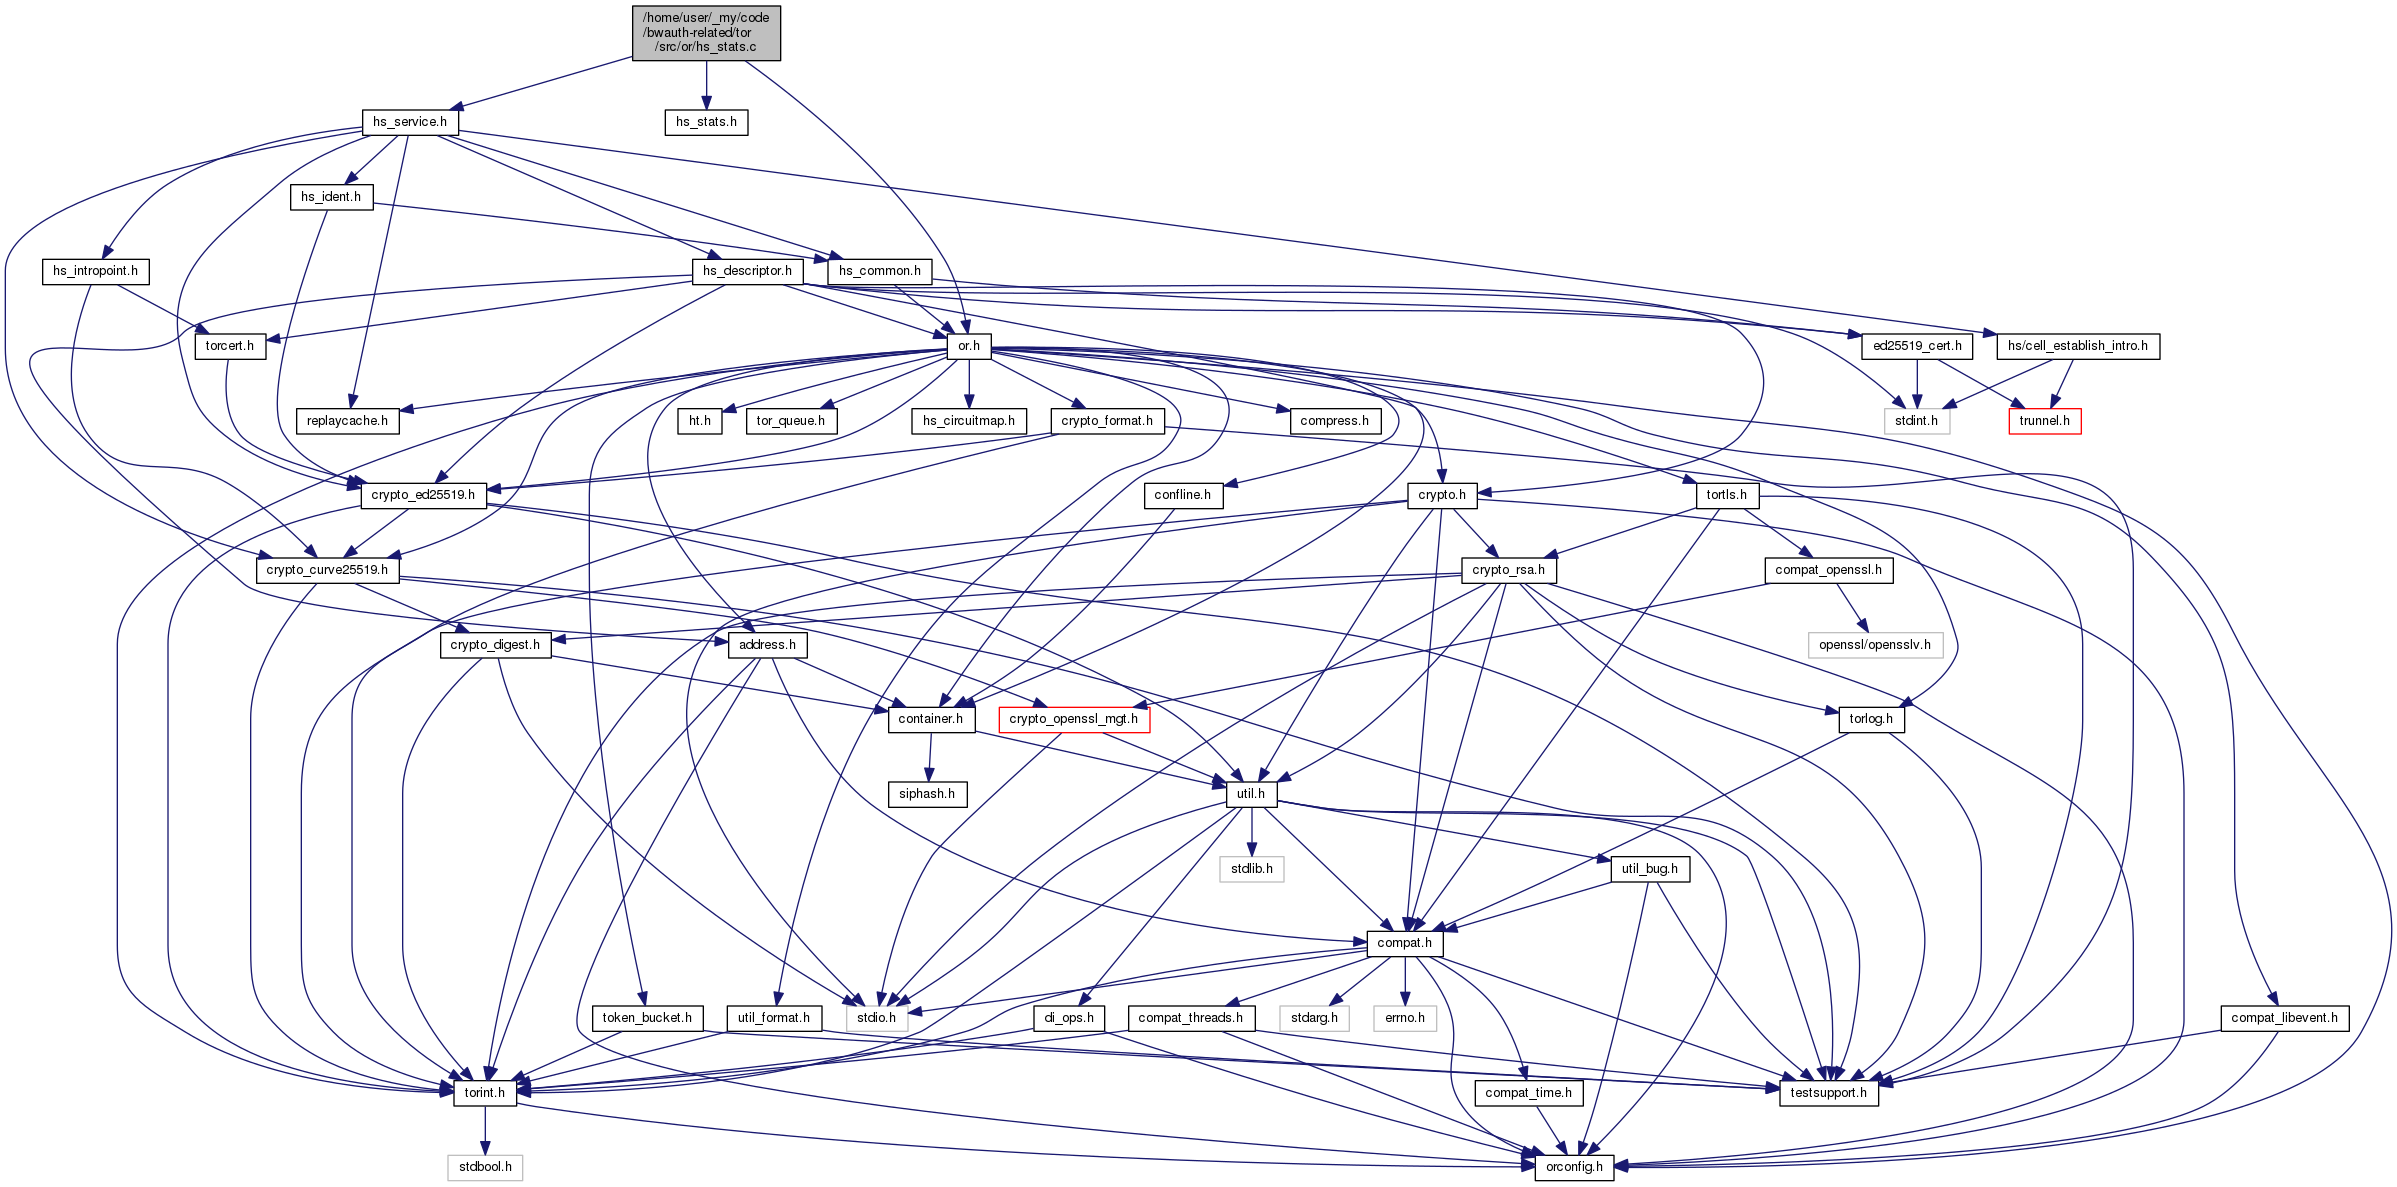 /home/user/_my/code
/bwauth-related/tor
/src/or/hs_stats.c
hs_service.h
hs_stats.h
hs_ident.h
hs_intropoint.h
hs_descriptor.h
hs_common.h
torcert.h
or.h
ed25519_cert.h
hs/cell_establish_intro.h
replaycache.h
ht.h
tor_queue.h
hs_circuitmap.h
crypto_format.h
compress.h
stdint.h
trunnel.h
crypto_ed25519.h
confline.h
crypto.h
tortls.h
crypto_curve25519.h
crypto_rsa.h
compat_openssl.h
crypto_digest.h
address.h
openssl/opensslv.h
container.h
crypto_openssl_mgt.h
torlog.h
siphash.h
util.h
stdlib.h
util_bug.h
compat.h
token_bucket.h
util_format.h
stdio.h
di_ops.h
compat_threads.h
stdarg.h
errno.h
compat_libevent.h
torint.h
compat_time.h
testsupport.h
stdbool.h
orconfig.h